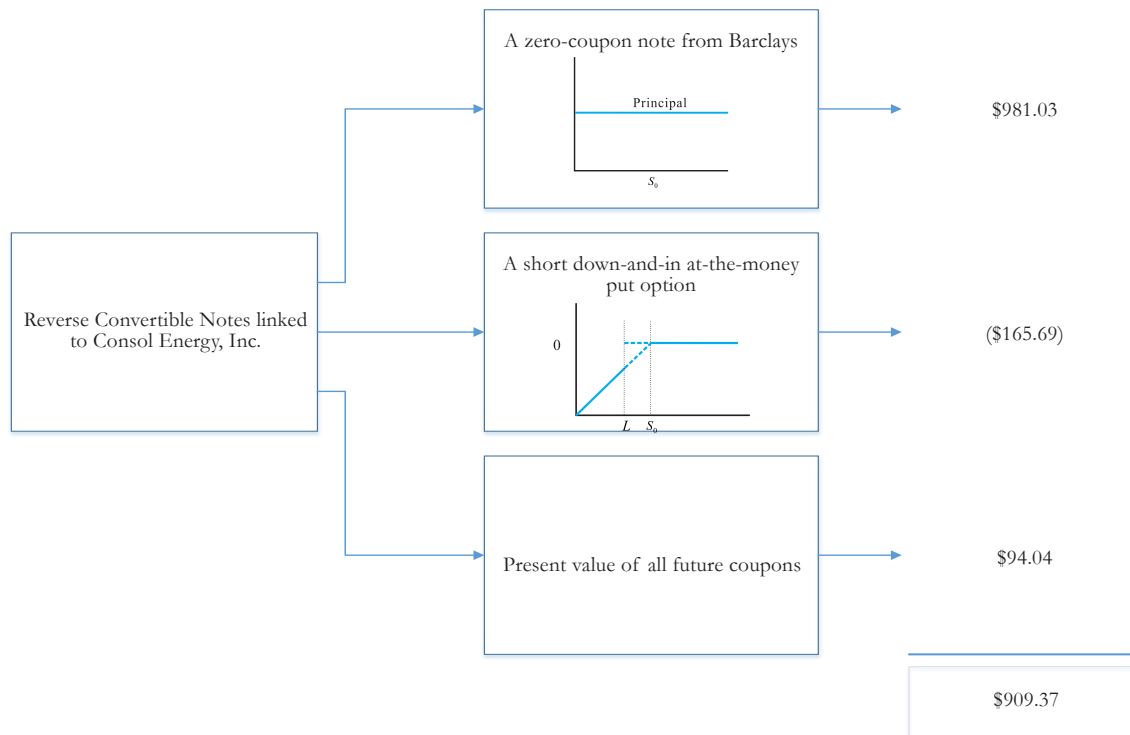 A zero-coupon note from Barclays
Principal
S₀
$981.03
Reverse Convertible Notes linked
to Consol Energy, Inc.
A short down-and-in at-the-money
put option
0
L
S₀
($165.69)
Present value of all future coupons
$94.04
$909.37